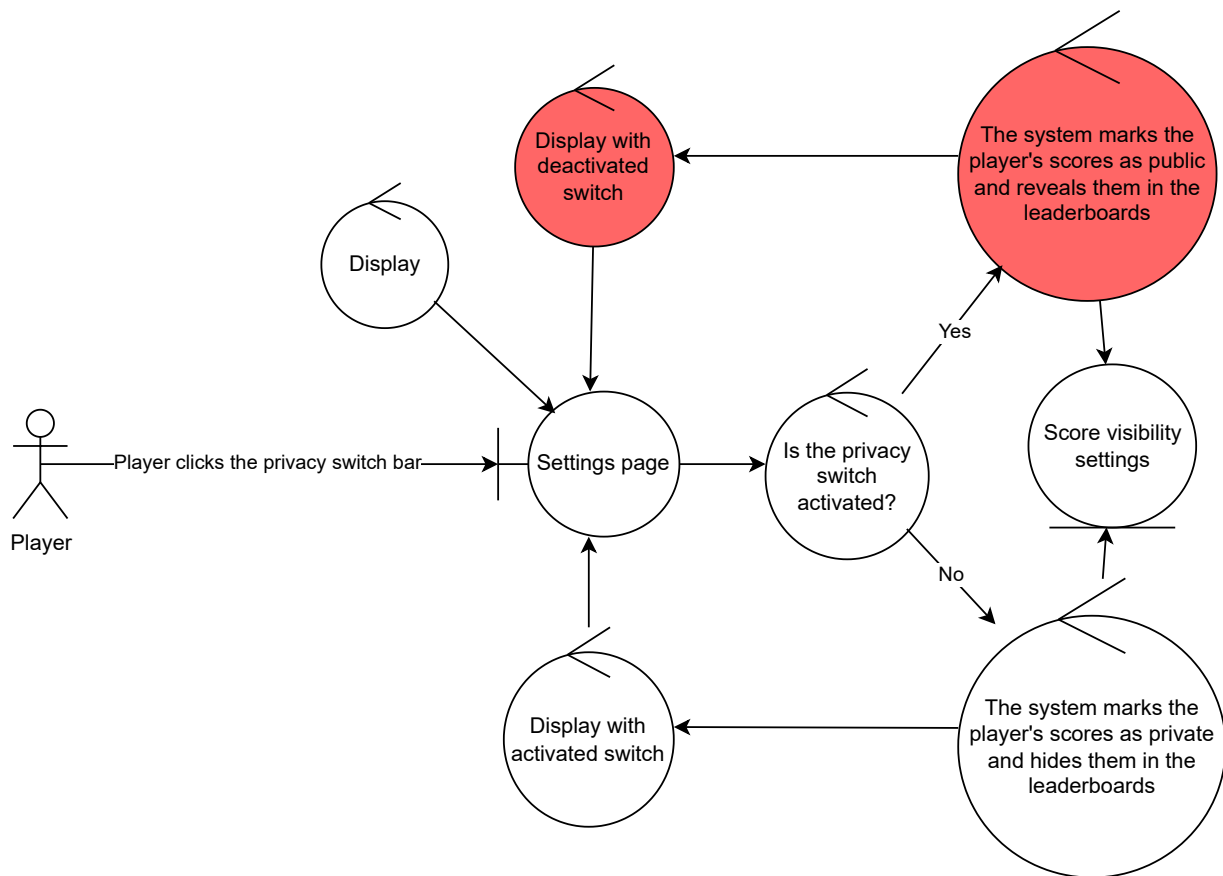 The system marks the
player's scores as public
and reveals them in the
leaderboards
Display with
deactivated
switch
Display
Yes
Player clicks the privacy switch bar
Settings page
Is the privacy
switch
activated?
Score visibility
settings
Player
No
Display with
activated switch
The system marks the
player's scores as private
and hides them in the
leaderboards